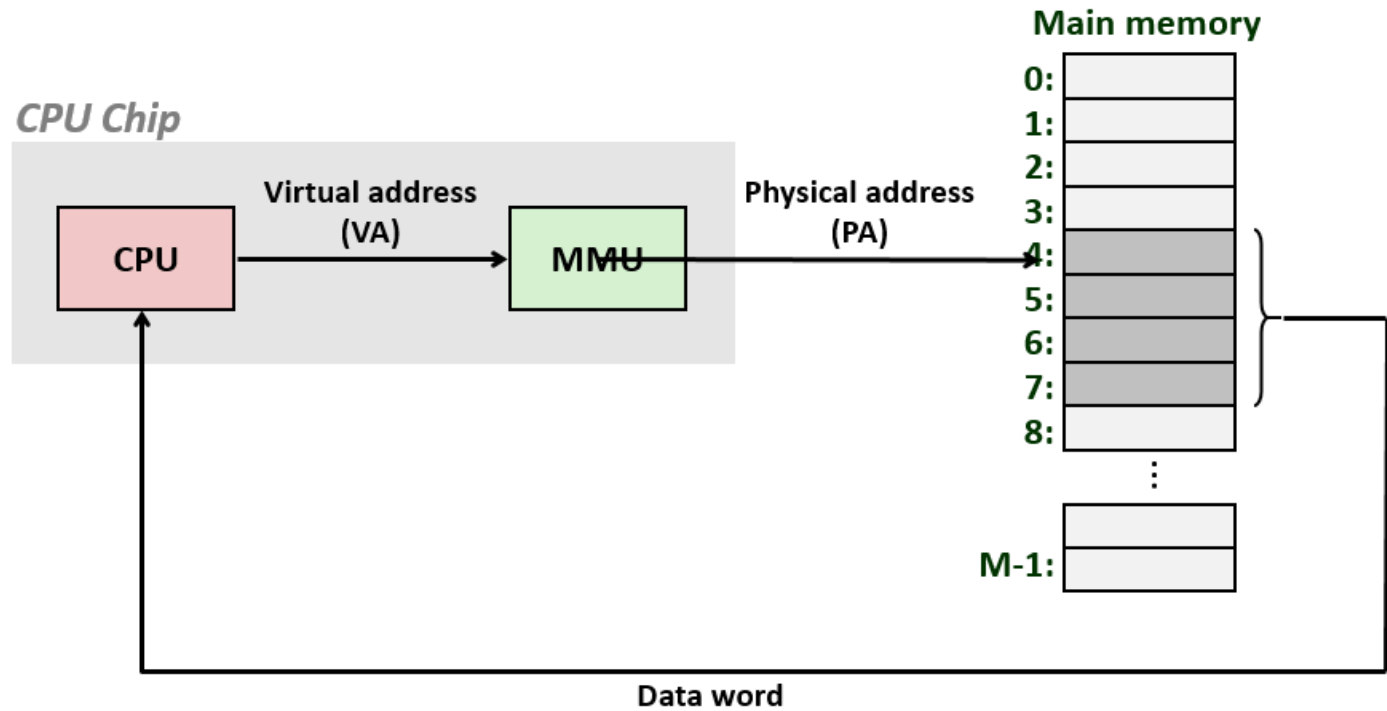 Main memory
0:
CPU Chip
1:
2:
Virtual address
(VA)
Physical address
(PA)
3:
CPU
MMU
4:
5:
6:
7:
8:
⋮
M-1:
Data word